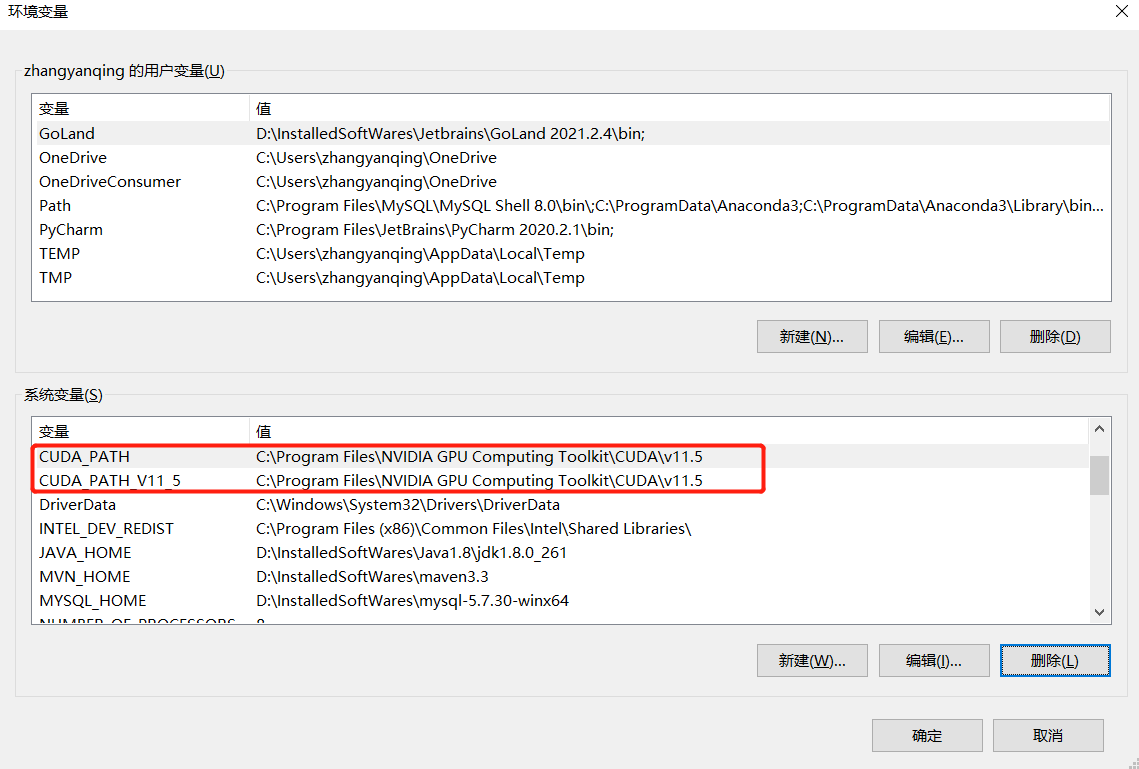 环境变量
zhangyanqing 的用户变量(U)
变量 值
GoLand D:\InstalledSoftWares\Jetbrains\GoLand 2021.2.4\bin;
OneDrive C:\Users\zhangyanqing\OneDrive
OneDriveConsumer C:\Users\zhangyanqing\OneDrive
Path C:\Program Files\MySQL\MySQL Shell 8.0\bin\;C:\ProgramData\Anaconda3;C:\ProgramData\Anaconda3\Library\bin...
PyCharm C:\Program Files\JetBrains\PyCharm 2020.2.1\bin;
TEMP C:\Users\zhangyanqing\AppData\Local\Temp
TMP C:\Users\zhangyanqing\AppData\Local\Temp
新建(N)... 编辑(E)... 删除(D)
系统变量(S)
变量 值
CUDA_PATH C:\Program Files\NVIDIA GPU Computing Toolkit\CUDA\v11.5
CUDA_PATH_V11_5 C:\Program Files\NVIDIA GPU Computing Toolkit\CUDA\v11.5
DriverData C:\Windows\System32\Drivers\DriverData
INTEL_DEV_REDIST C:\Program Files (x86)\Common Files\Intel\Shared Libraries\
JAVA_HOME D:\InstalledSoftWares\Java1.8\jdk1.8.0_261
MVN_HOME D:\InstalledSoftWares\maven3.3
MYSQL_HOME D:\InstalledSoftWares\mysql-5.7.30-winx64
NUMBER_OF_PROCESSORS 8
新建(W)... 编辑(I)... 删除(L)
确定 取消